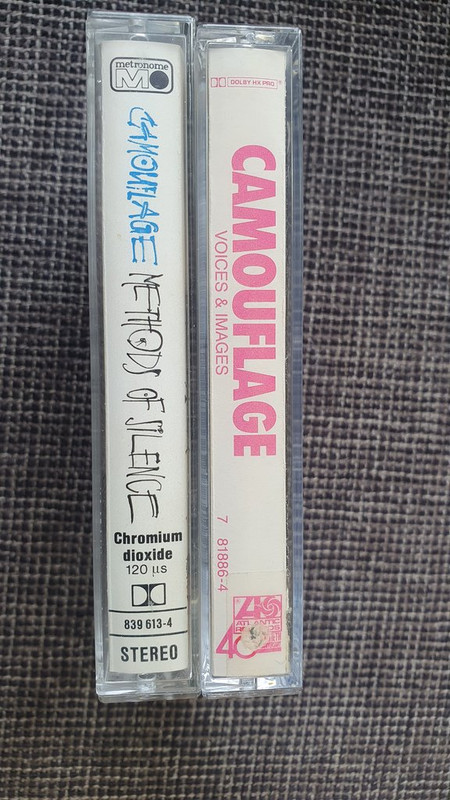 metronome
MO
CAMOUFLAGE METHODS OF SILENCE
Chromium
dioxide
120 µs
839 613-4
STEREO
DOLBY HX PRO
CAMOUFLAGE
VOICES & IMAGES
7 81886-4
ATLANTIC
40